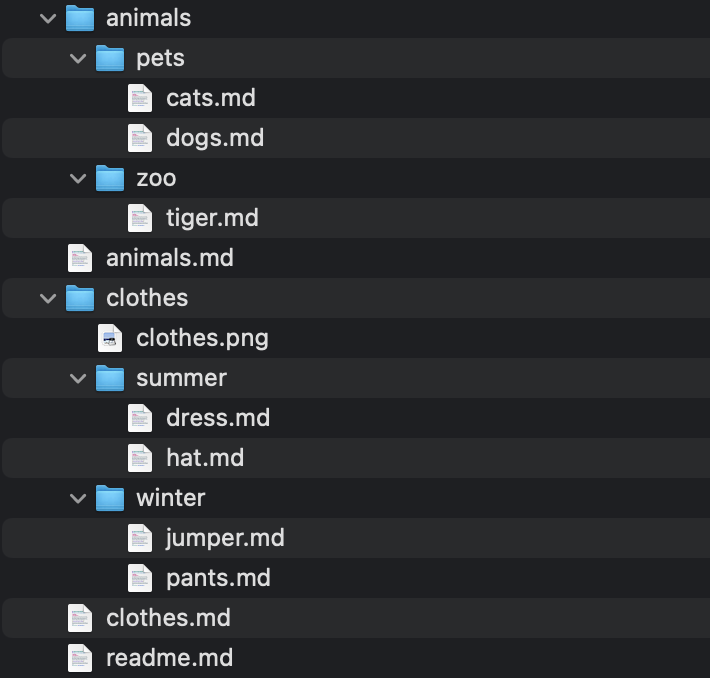 animals
pets
cats.md
dogs.md
zoo
tiger.md
animals.md
clothes
clothes.png
summer
dress.md
hat.md
winter
jumper.md
pants.md
clothes.md
readme.md